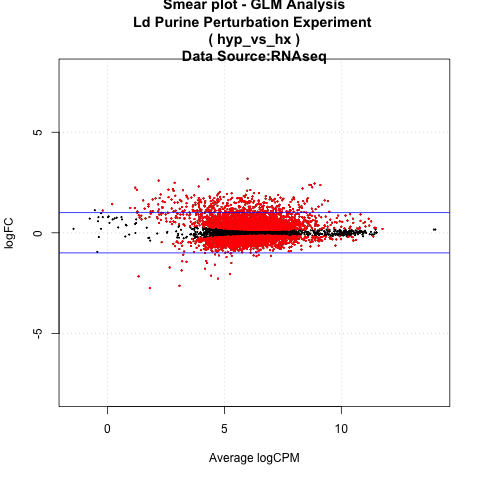 Smear plot - GLM Analysis
Ld Purine Perturbation Experiment
( hyp_vs_hx )
Data Source:RNAseq
5
0
-5
logFC
0 5 10
Average logCPM